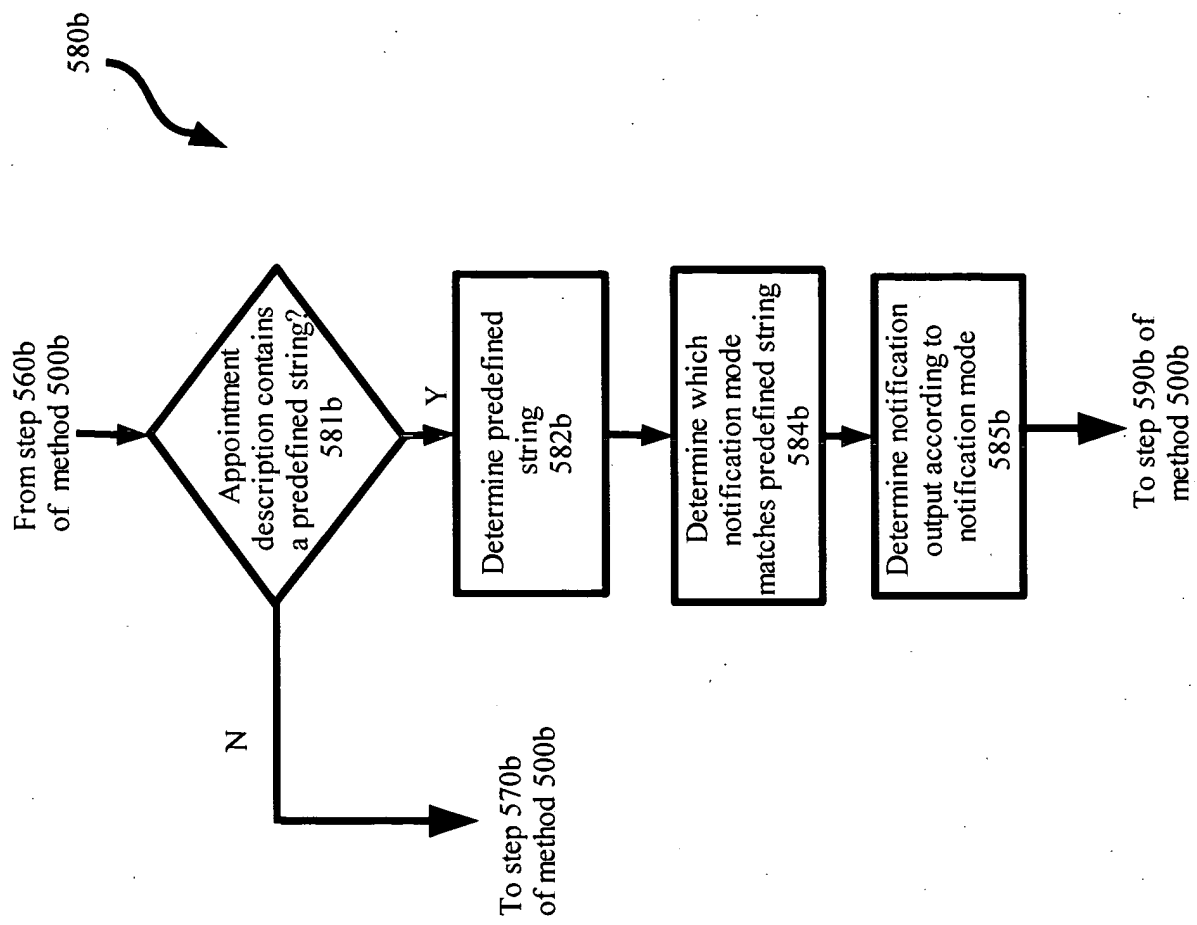 580b
From step 560b
of method 500b
Appointment
description contains
a predefined string?
581b
N
Y
To step 570b
of method 500b
Determine predefined
string
582b
Determine which
notification mode
matches predefined string
584b
Determine notification
output according to
notification mode
585b
To step 590b of
method 500b